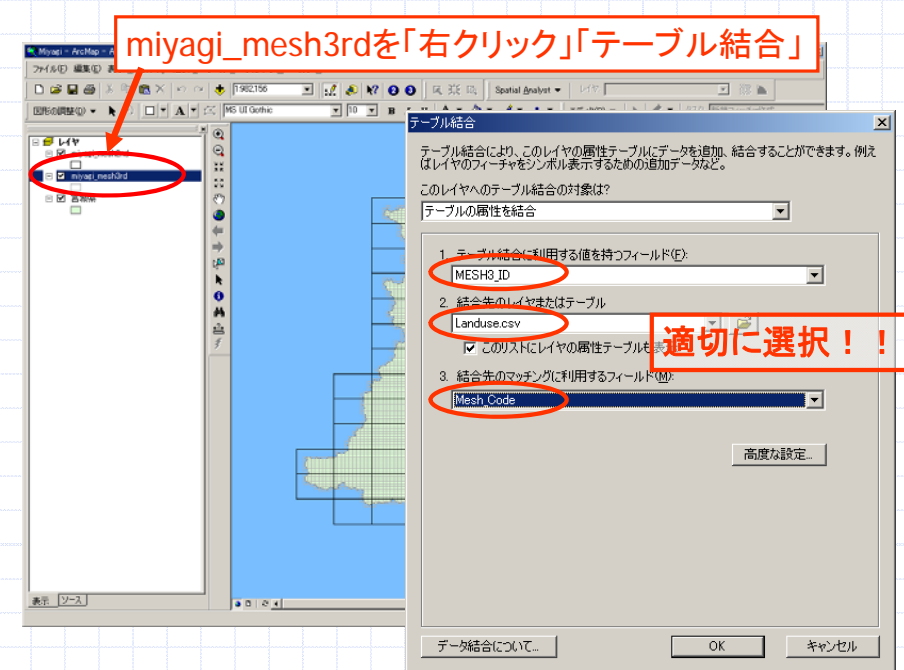 miyagi_mesh3rdを「右クリック」「テーブル結合」
Miyagi - ArcMap - A
ファイル(F) 編集(E)
1:982,156
Spatial Analyst
図形の調整(D)
MS UI Gothic
10
B
レイヤ
miyagi_mesh3rd
宮城県
表示
ソース
テーブル結合
テーブル結合により、このレイヤの属性テーブルにデータを追加、結合することができます。例え
ばレイヤのフィーチャをシンボル表示するための追加データなど。
このレイヤへのテーブル結合の対象は?
テーブルの属性を結合
1. テーブル結合に利用する値を持つフィールド(F):
MESH3_ID
2. 結合先のレイヤまたはテーブル
Landuse.csv
このリストにレイヤの属性テーブルも表
適切に選択！！
3. 結合先のマッチングに利用するフィールド(M):
Mesh_Code
高度な設定...
データ結合について...
OK
キャンセル